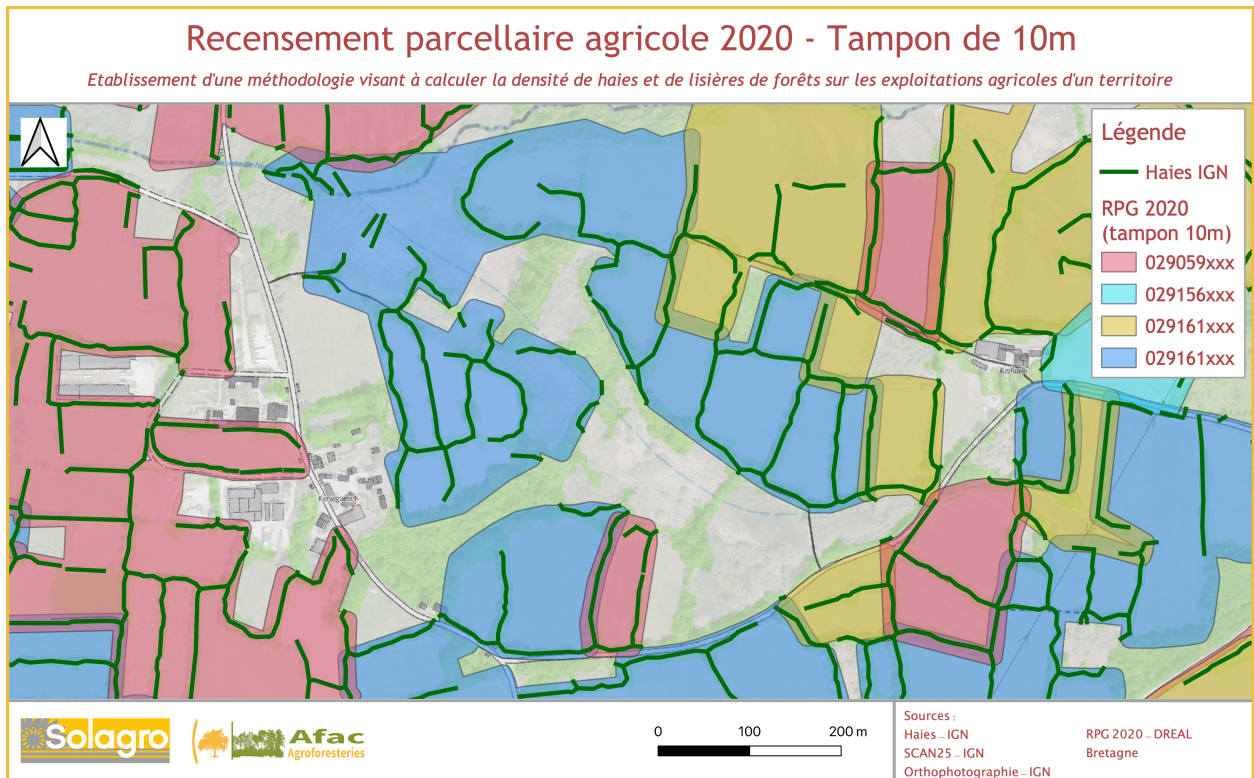 Recensement parcellaire agricole 2020 - Tampon de 10m
Etablissement d'une méthodologie visant à calculer la densité de haies et de lisières de forêts sur les exploitations agricoles d'un territoire
Légende
Haies IGN
RPG 2020
(tampon 10m)
029059xxx
029156xxx
029161xxx
029161xxx
Solagro
Afac
Agroforesteries
0 100 200 m
Sources :
Haies – IGN
SCAN25 – IGN
Orthophotographie – IGN
RPG 2020 – DREAL
Bretagne